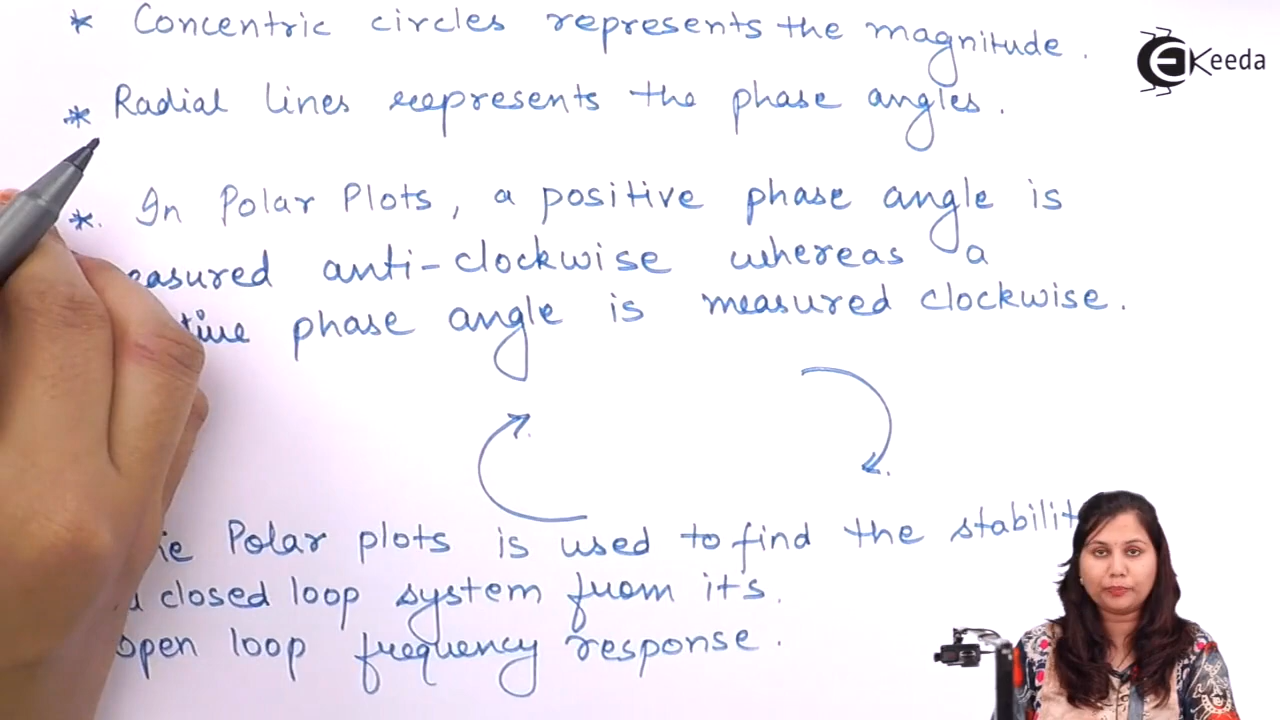 * Concentric circles represents the magnitude.
EKeeda
* Radial lines represents the phase angles.
*. In Polar Plots, a positive phase angle is
easured anti-clockwise whereas a
tive phase angle is measured clockwise.
Polar plots is used to find the stabilit
closed loop system from it's.
open loop frequency response.